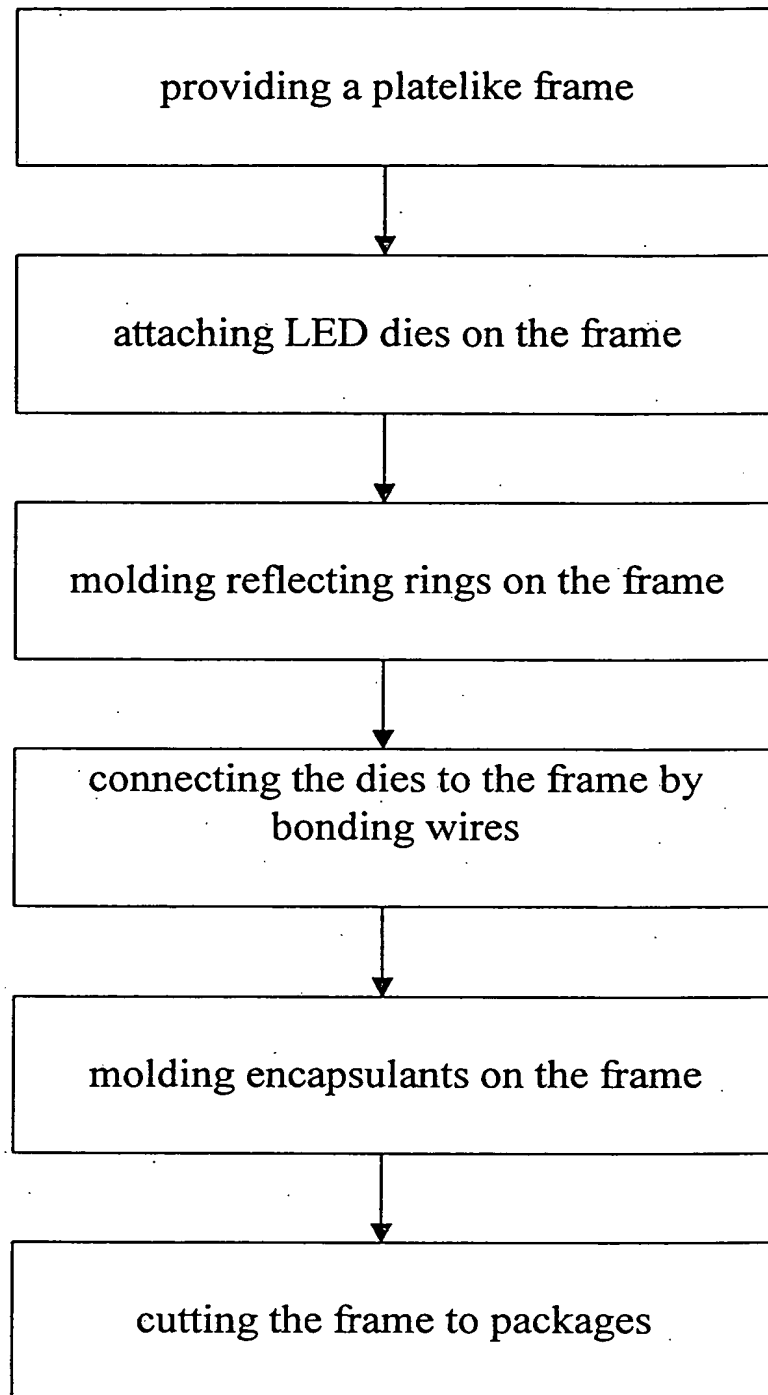 providing a platelike frame
attaching LED dies on the frame
molding reflecting rings on the frame
connecting the dies to the frame by
bonding wires
molding encapsulants on the frame
cutting the frame to packages